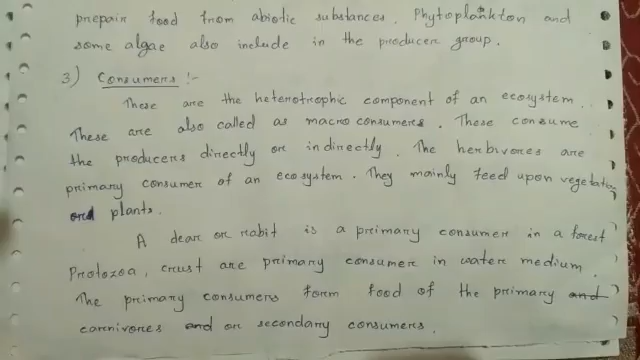 prepair food from abiotic substances. Phytoplankton and
some algae also include in the producer group.
3) Consumers :-
These are the heterotrophic component of an ecosystem.
These are also called as macro consumers. These consume
the producers directly or indirectly. The herbivores are
primary consumer of an ecosystem. They mainly feed upon vegetation
and plants.
A dear or rabit is a primary consumer in a forest
Protozoa, crust are primary consumer in water medium.
The primary consumers form food of the primary and
carnivores and or secondary consumers.